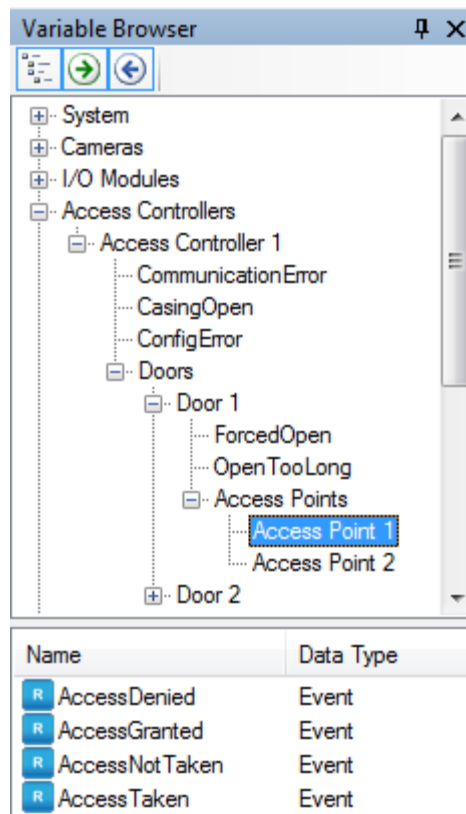 Variable Browser
System
Cameras
I/O Modules
Access Controllers
Access Controller 1
CommunicationError
CasingOpen
ConfigError
Doors
Door 1
ForcedOpen
OpenTooLong
Access Points
Access Point 1
Access Point 2
Door 2
Name Data Type
R AccessDenied Event
R AccessGranted Event
R AccessNotTaken Event
R AccessTaken Event